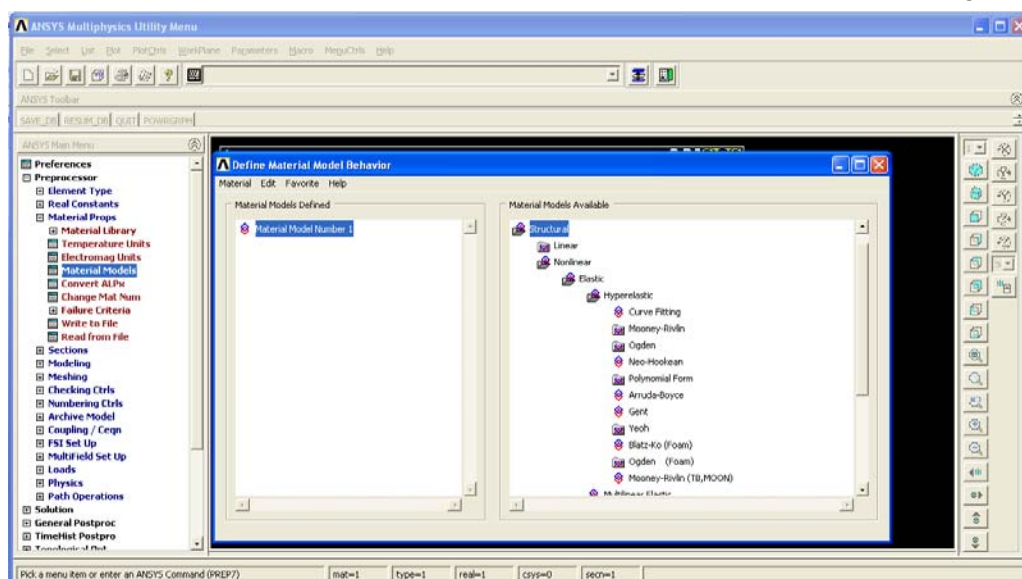 ANSYS Multiphysics Utility Menu
File Select List Plot PlotCtrls WorkPlane Parameters Macro MenuCtrls Help
ANSYS Toolbar
SAVE_DB RESUM_DB QUIT POWRGRPH
ANSYS Main Menu
Preferences
Preprocessor
Element Type
Real Constants
Material Props
Material Library
Temperature Units
Electromag Units
Material Models
Convert ALPx
Change Mat Num
Failure Criteria
Write to File
Read from File
Sections
Modeling
Meshing
Checking Ctrls
Numbering Ctrls
Archive Model
Coupling / Ceqn
FSI Set Up
MultiField Set Up
Loads
Physics
Path Operations
Solution
General Postproc
TimeHist Postpro
Define Material Model Behavior
Material Edit Favorite Help
Material Models Defined
Material Model Number 1
Material Models Available
Structural
Linear
Nonlinear
Elastic
Hyperelastic
Curve Fitting
Mooney-Rivlin
Ogden
Neo-Hookean
Polynomial Form
Arruda-Boyce
Gent
Yeoh
Blatz-Ko (Foam)
Ogden (Foam)
Mooney-Rivlin (TB,MOON)
Multilinear Elastic
Pick a menu item or enter an ANSYS Command (PREP7)
mat=1 type=1 real=1 csys=0 secn=1